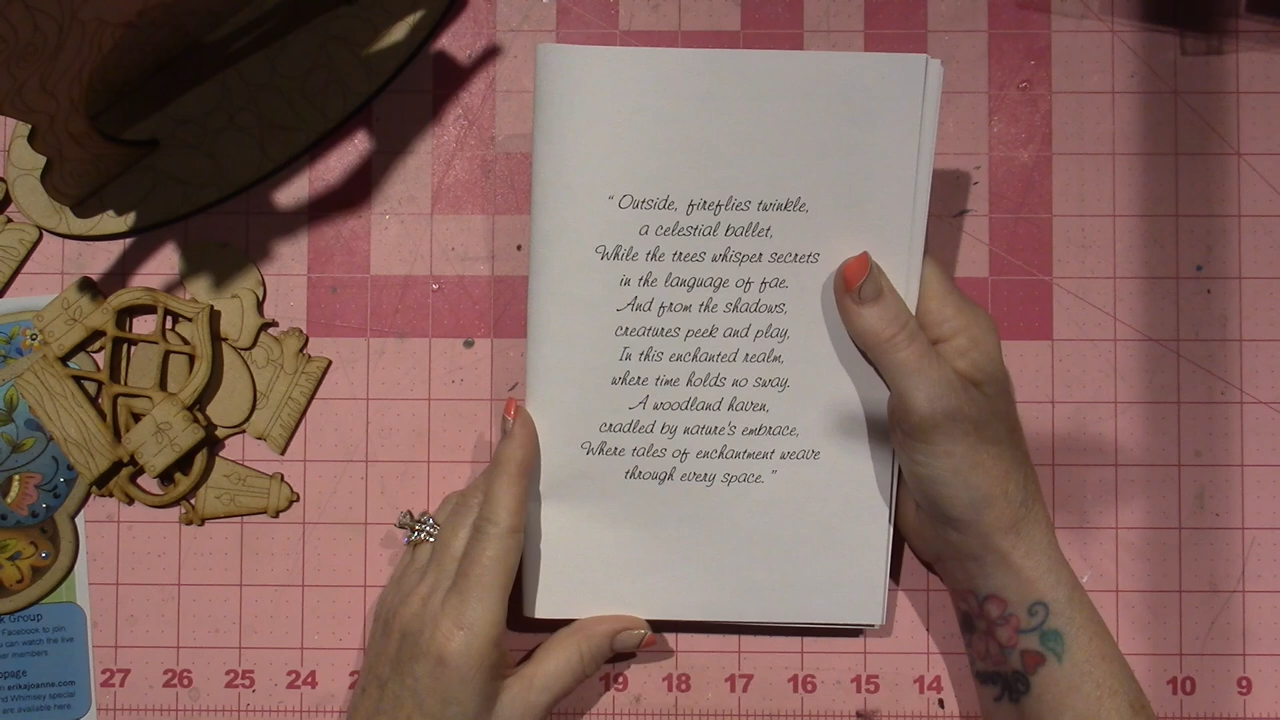 “ Outside, fireflies twinkle,
a celestial ballet,
While the trees whisper secrets
in the language of fae.
And from the shadows,
creatures peek and play,
In this enchanted realm,
where time holds no sway.
A woodland haven,
cradled by nature's embrace,
Where tales of enchantment weave
through every space. ”
k Group
Facebook to join.
can watch the live
members.
page
erikajoanne.com
nd Whimsey special
are available here.
27 26 25 24 19 18 17 16 15 14 10 9